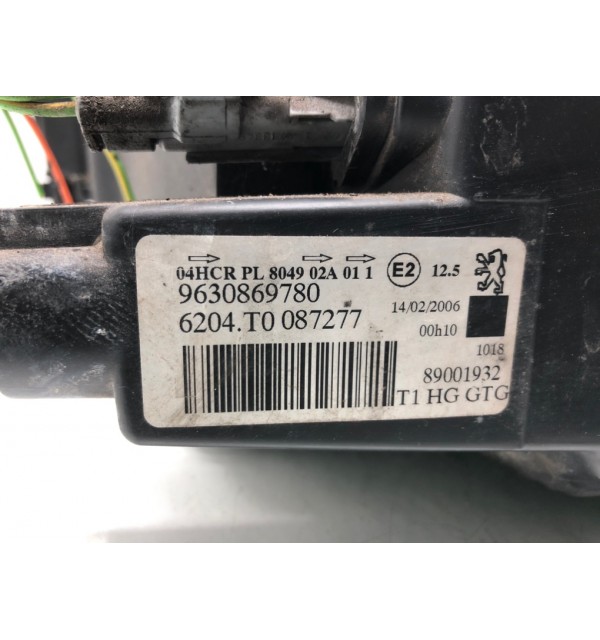 04HCR PL 8049 02A 01 1 E2 12.5
9630869780
14/02/2006
6204.T0 087277
00h10
1018
89001932
T1 HG GTG